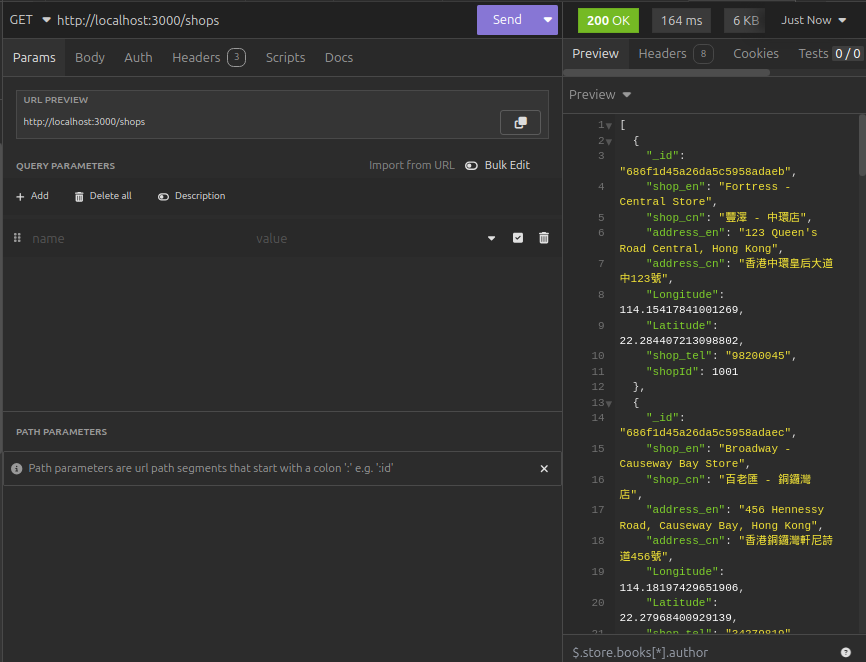 GET http://localhost:3000/shops Send
Params Body Auth Headers 3 Scripts Docs
URL PREVIEW
http://localhost:3000/shops
QUERY PARAMETERS Import from URL Bulk Edit
+ Add Delete all Description
name value
PATH PARAMETERS
Path parameters are url path segments that start with a colon ':' e.g. ':id'
200 OK 164 ms 6 KB Just Now
Preview Headers 8 Cookies Tests 0 / 0
Preview
1 [
2 {
3 "_id":
"686f1d45a26da5c5958adaeb",
4 "shop_en": "Fortress -
Central Store",
5 "shop_cn": "豐澤 - 中環店",
6 "address_en": "123 Queen's
Road Central, Hong Kong",
7 "address_cn": "香港中環皇后大道
中123號",
8 "Longitude":
114.15417841001269,
9 "Latitude":
22.284407213098802,
10 "shop_tel": "98200045",
11 "shopId": 1001
12 },
13 {
14 "_id":
"686f1d45a26da5c5958adaec",
15 "shop_en": "Broadway -
Causeway Bay Store",
16 "shop_cn": "百老匯 - 銅鑼灣
店",
17 "address_en": "456 Hennessy
Road, Causeway Bay, Hong Kong",
18 "address_cn": "香港銅鑼灣軒尼詩
道456號",
19 "Longitude":
114.18197429651906,
20 "Latitude":
22.27968400929139,
21 "shop_tel": "34279819"
$.store.books[*].author